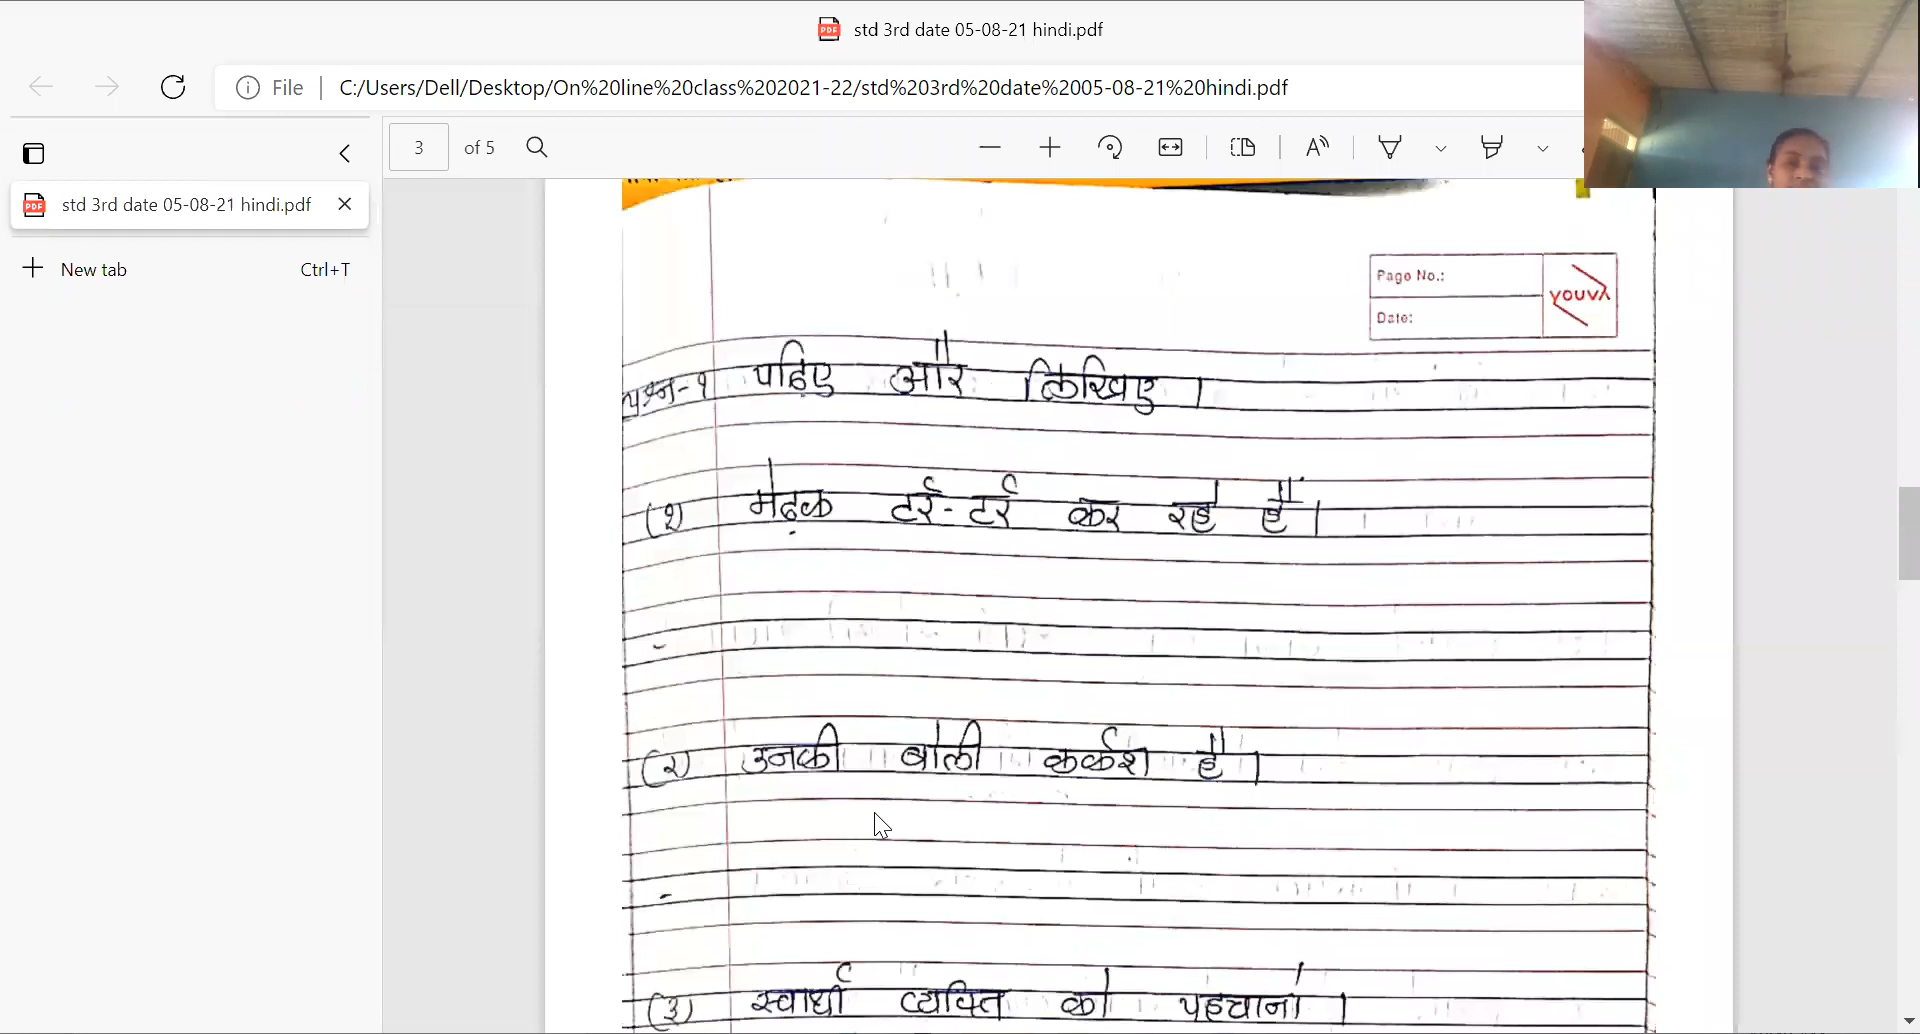 std 3rd date 05-08-21 hindi.pdf
File
C:/Users/Dell/Desktop/On%20line%20class%202021-22/std%203rd%20date%2005-08-21%20hindi.pdf
3 of 5
std 3rd date 05-08-21 hindi.pdf
New tab Ctrl+T
Page No.:
Date:
youva
प्रश्न-१ पढ़िए और लिखिए।
(१) मेढ़क टर्र-टर्र कर रहे हैं।
(२) उनकी बोली कर्कश है।
(३) स्वार्थी व्यक्ति को पहचानो।